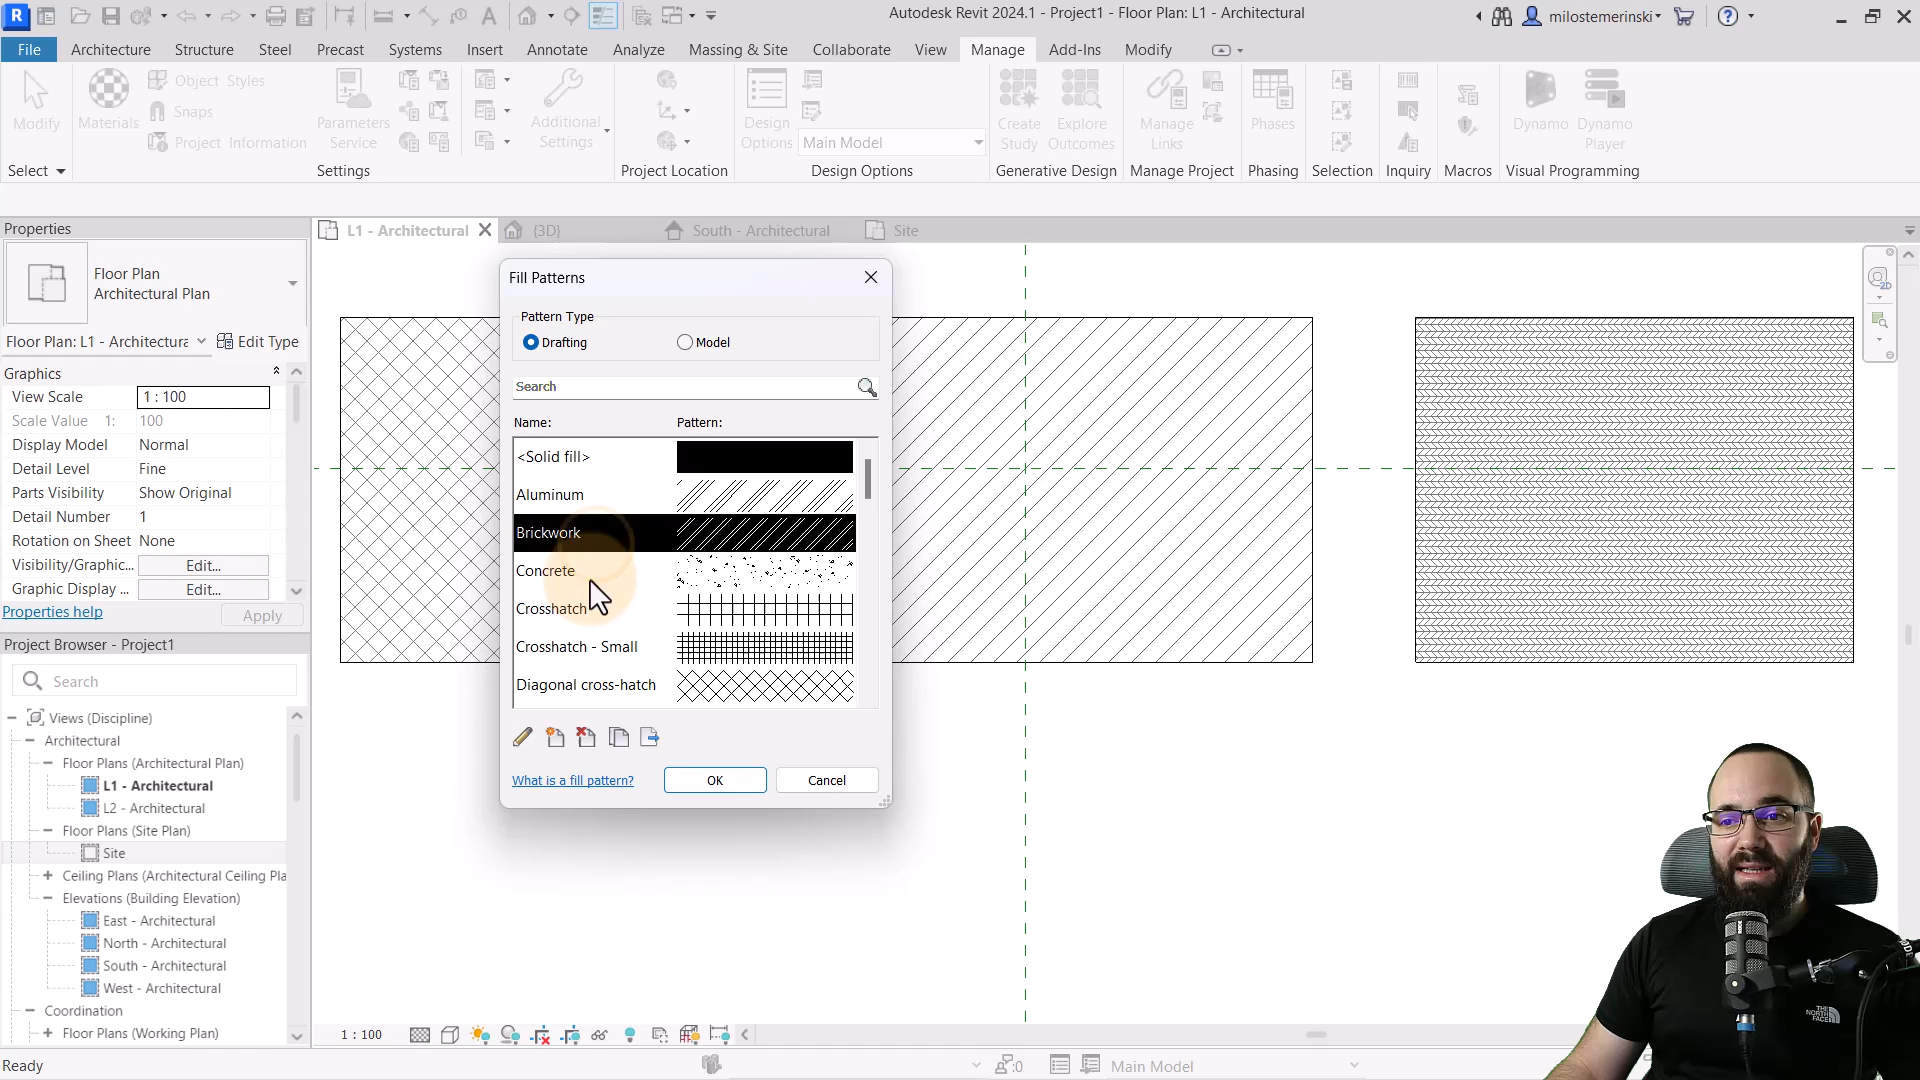 R
Autodesk Revit 2024.1 - Project1 - Floor Plan: L1 - Architectural
milostemerinski
File Architecture Structure Steel Precast Systems Insert Annotate Analyze Massing & Site Collaborate View Manage Add-Ins Modify
Modify
Materials
Object Styles
Snaps
Project Information
Parameters Service
Additional Settings
Design Options
Main Model
Create Study
Explore Outcomes
Manage Links
Phases
Dynamo
Dynamo Player
Select Settings Project Location Design Options Generative Design Manage Project Phasing Selection Inquiry Macros Visual Programming
Properties
Floor Plan
Architectural Plan
Floor Plan: L1 - Architectura Edit Type
Graphics
View Scale 1 : 100
Scale Value 1: 100
Display Model Normal
Detail Level Fine
Parts Visibility Show Original
Detail Number 1
Rotation on Sheet None
Visibility/Graphic... Edit...
Graphic Display ... Edit...
Properties help Apply
Project Browser - Project1
Search
Views (Discipline)
Architectural
Floor Plans (Architectural Plan)
L1 - Architectural
L2 - Architectural
Floor Plans (Site Plan)
Site
Ceiling Plans (Architectural Ceiling Pla
Elevations (Building Elevation)
East - Architectural
North - Architectural
South - Architectural
West - Architectural
Coordination
Floor Plans (Working Plan)
L1 - Architectural {3D} South - Architectural Site
2D
Fill Patterns
Pattern Type
Drafting Model
Search
Name: Pattern:
<Solid fill>
Aluminum
Brickwork
Concrete
Crosshatch
Crosshatch - Small
Diagonal cross-hatch
What is a fill pattern? OK Cancel
1 : 100
Ready
:0
Main Model
THE NORTH FACE